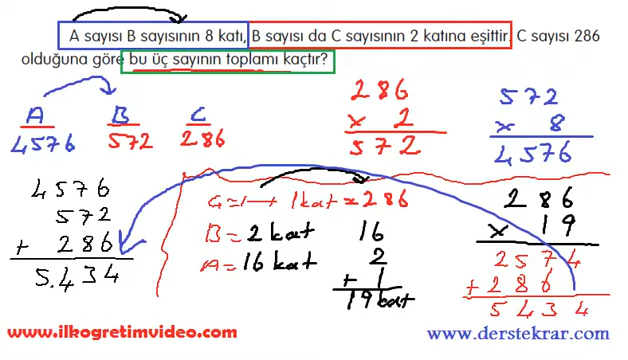 A sayısı B sayısının 8 katı, B sayısı da C sayısının 2 katına eşittir. C sayısı 286
olduğuna göre bu üç sayının toplamı kaçtır?
A B C
4576 572 286
286
x 2
572
572
x 8
4576
4576
572
+ 286
5.434
C=1→ 1kat=286
B= 2 kat
A= 16 kat
16
2
+ 1
19 kat
286
x 19
2574
+ 286
5434
www.ilkogretimvideo.com
www.derstekrar.com